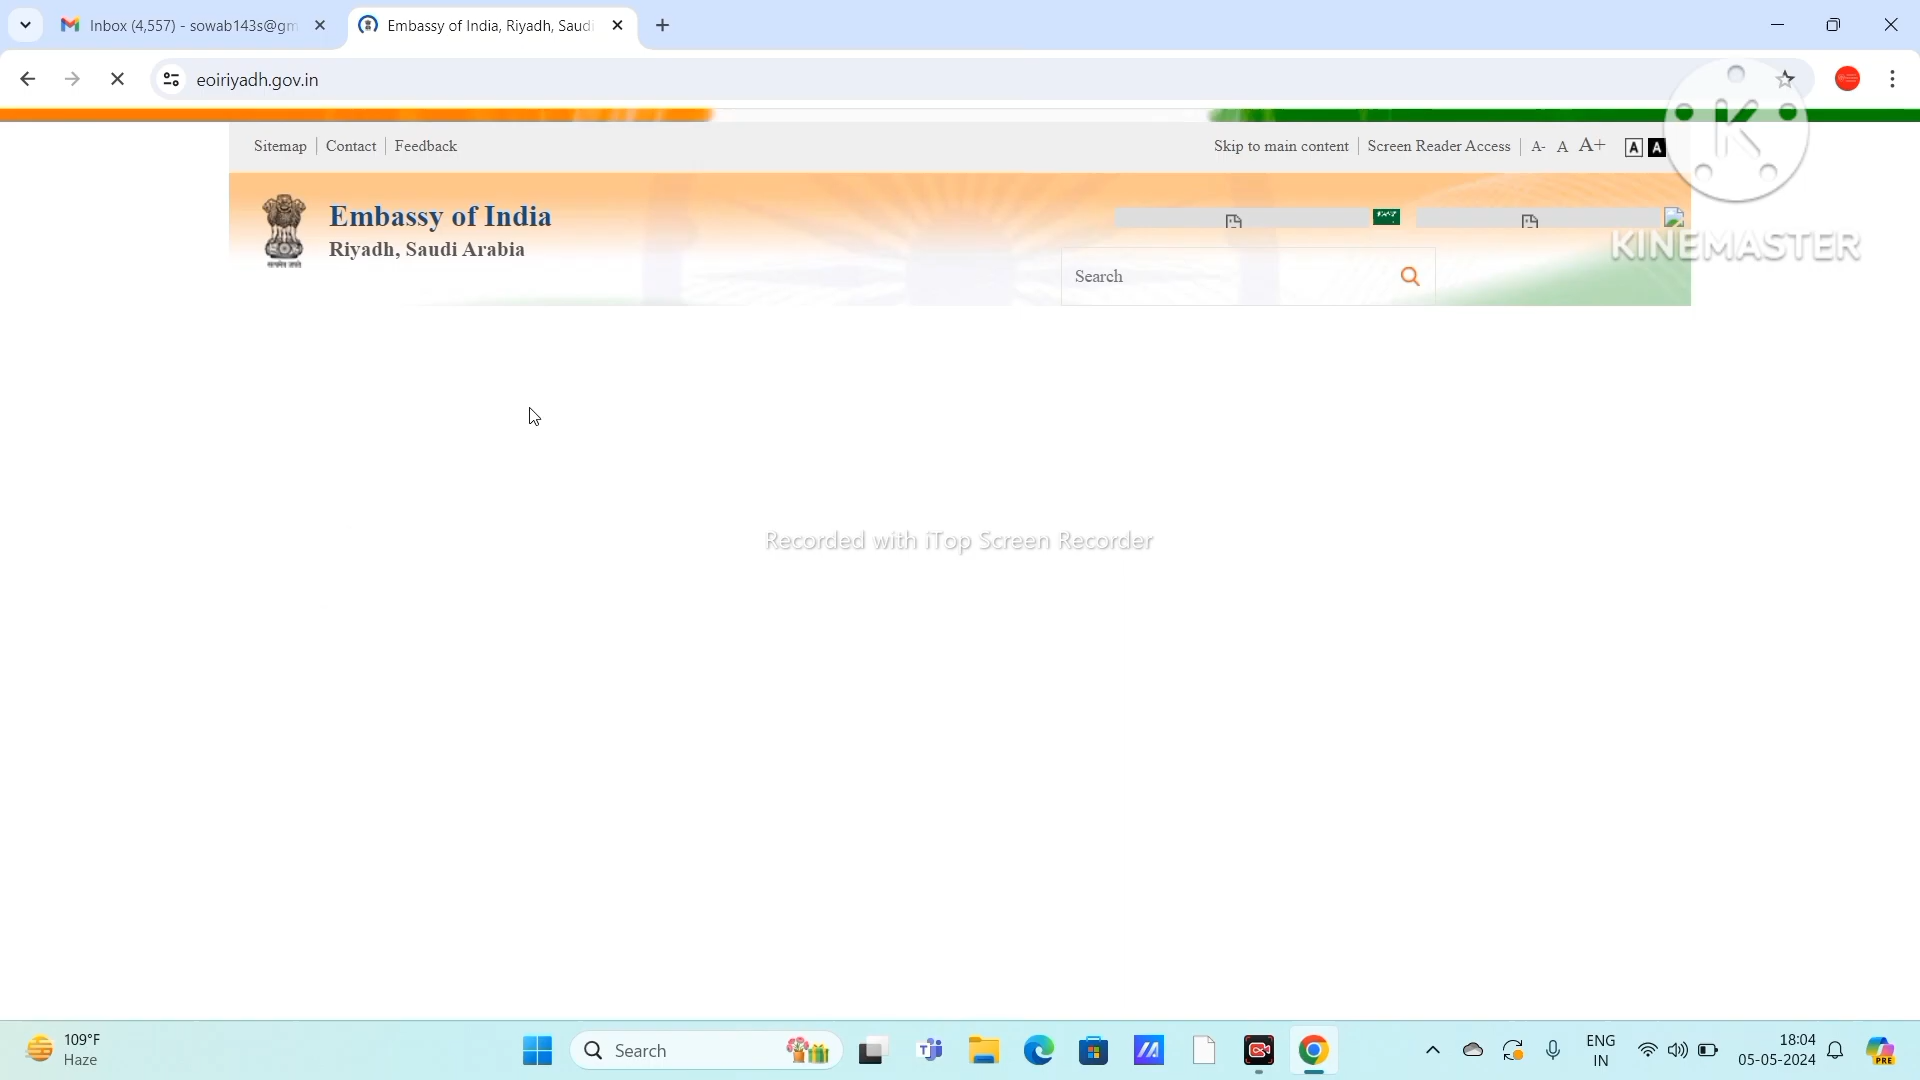 Inbox (4,557) - sowab143s@gm
Embassy of India, Riyadh, Saudi
eoiriyadh.gov.in
Sitemap | Contact | Feedback
Skip to main content | Screen Reader Access | A- A A+ A A
Embassy of India
Riyadh, Saudi Arabia
Search
K
KINEMASTER
Recorded with iTop Screen Recorder
109°F
Haze
Search
ENG
IN
18:04
05-05-2024
PRE